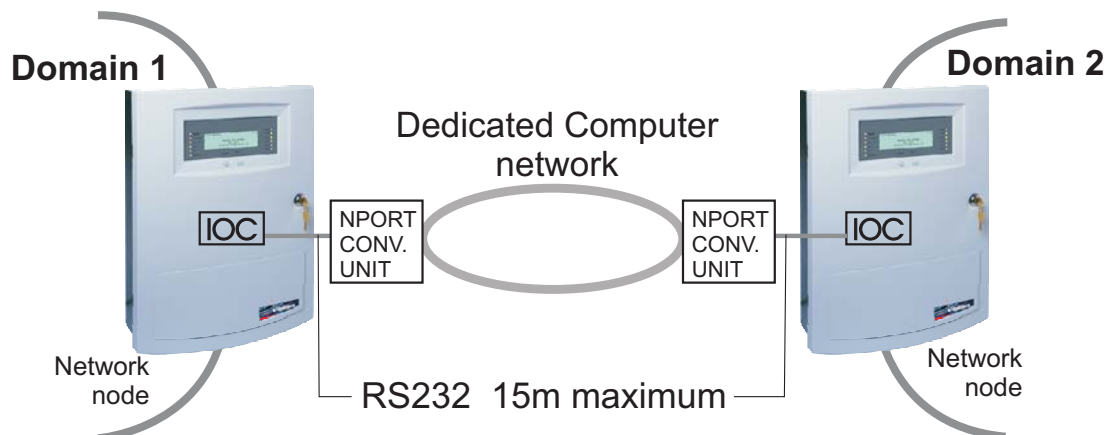 Domain 1
Domain 2
Dedicated Computer
network
IOC
NPORT
CONV.
UNIT
NPORT
CONV.
UNIT
IOC
Network
node
Network
node
RS232 15m maximum